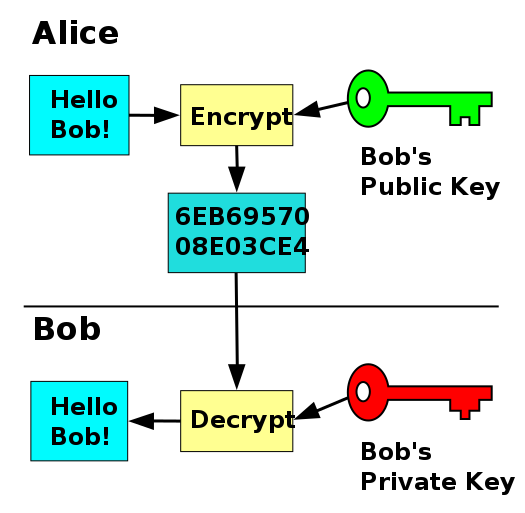 Alice
Hello
Bob!
Encrypt
Bob's
Public Key
6EB69570
08E03CE4
Bob
Hello
Bob!
Decrypt
Bob's
Private Key